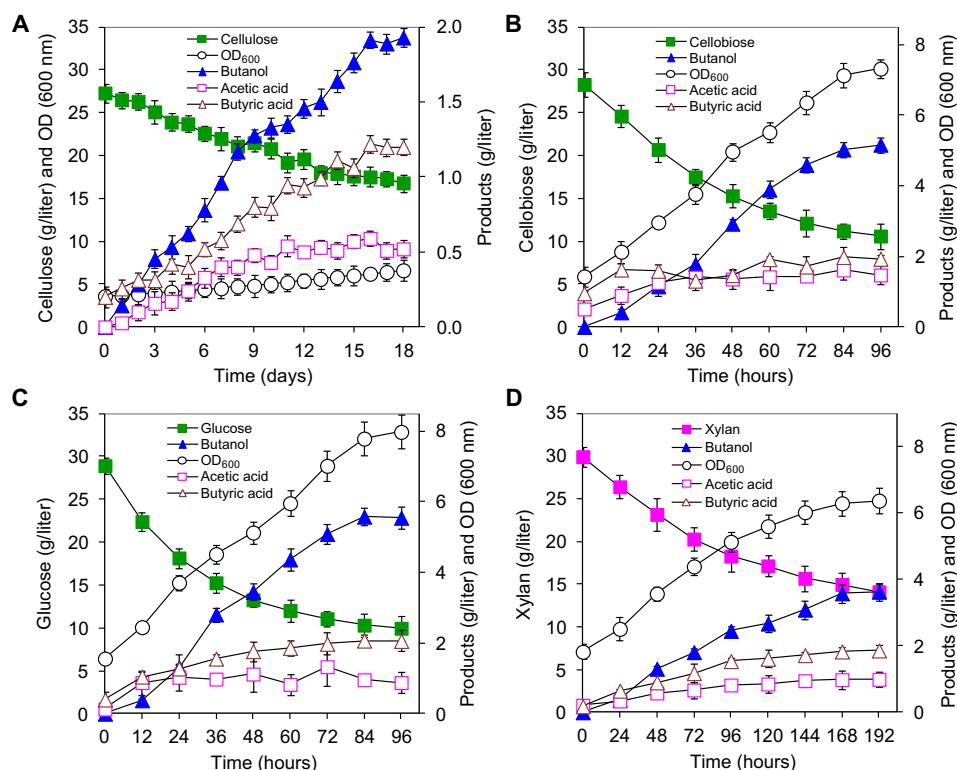 A
Cellulose (g/liter) and OD (600 nm)
35
30
25
20
15
10
5
0
Cellulose
OD600
Butanol
Acetic acid
Butyric acid
2.0
1.5
1.0
0.5
0.0
Products (g/liter)
0 3 6 9 12 15 18
Time (days)
B
Cellobiose (g/liter)
35
30
25
20
15
10
5
0
Cellobiose
Butanol
OD600
Acetic acid
Butyric acid
8
6
4
2
0
Products (g/liter) and OD (600 nm)
0 12 24 36 48 60 72 84 96
Time (hours)
C
Glucose (g/liter)
35
30
25
20
15
10
5
0
Glucose
Butanol
OD600
Acetic acid
Butyric acid
8
6
4
2
0
Products (g/liter) and OD (600 nm)
0 12 24 36 48 60 72 84 96
Time (hours)
D
Xylan (g/liter)
35
30
25
20
15
10
5
0
Xylan
Butanol
OD600
Acetic acid
Butyric acid
8
6
4
2
0
Products (g/liter) and OD (600 nm)
0 24 48 72 96 120 144 168 192
Time (hours)